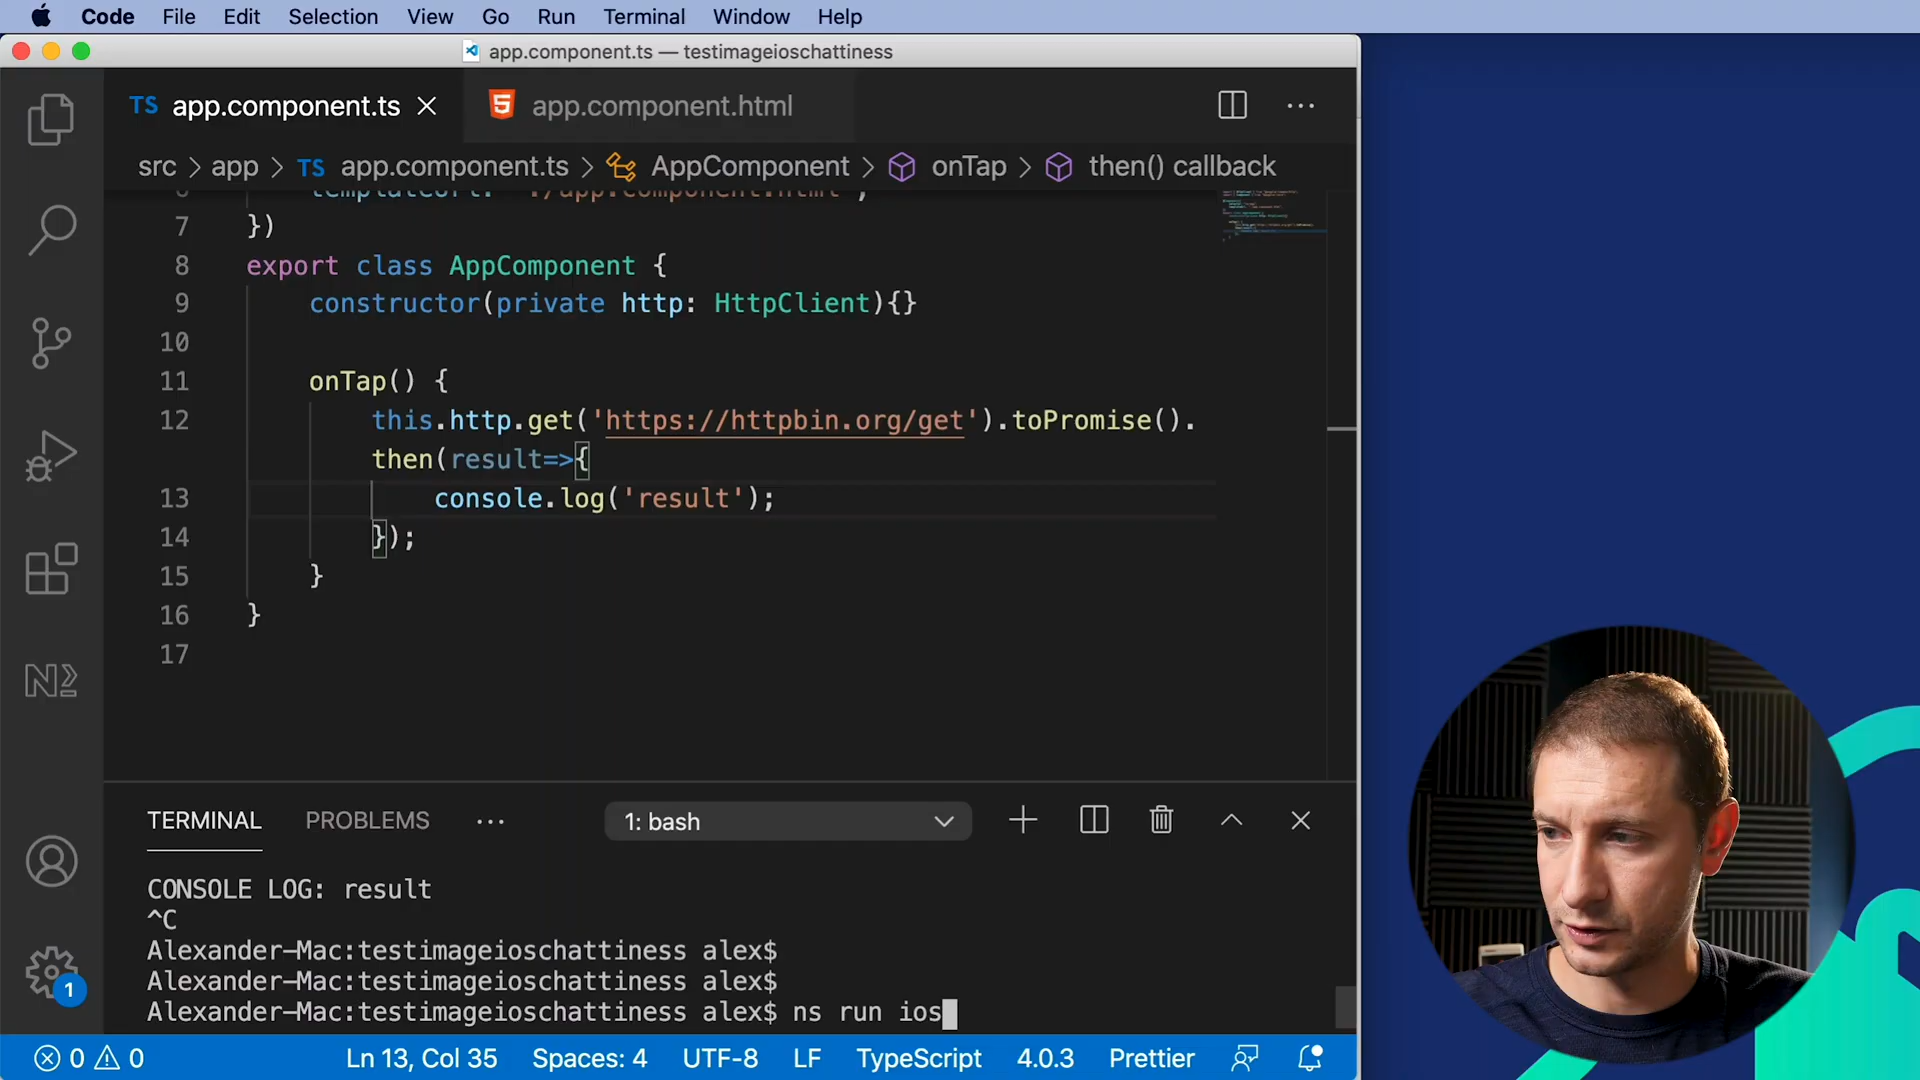 Code File Edit Selection View Go Run Terminal Window Help
app.component.ts — testimageioschattiness
TS app.component.ts app.component.html
src > app > TS app.component.ts > AppComponent > onTap > then() callback
6 templateUrl: "./app.component.html",
7 })
8 export class AppComponent {
9 constructor(private http: HttpClient){}
10
11 onTap() {
12 this.http.get('https://httpbin.org/get').toPromise().
then(result=>{
13 console.log('result');
14 });
15 }
16 }
17
TERMINAL PROBLEMS ··· 1: bash
CONSOLE LOG: result
^C
Alexander-Mac:testimageioschattiness alex$
Alexander-Mac:testimageioschattiness alex$
Alexander-Mac:testimageioschattiness alex$ ns run ios
1
0 0 Ln 13, Col 35 Spaces: 4 UTF-8 LF TypeScript 4.0.3 Prettier